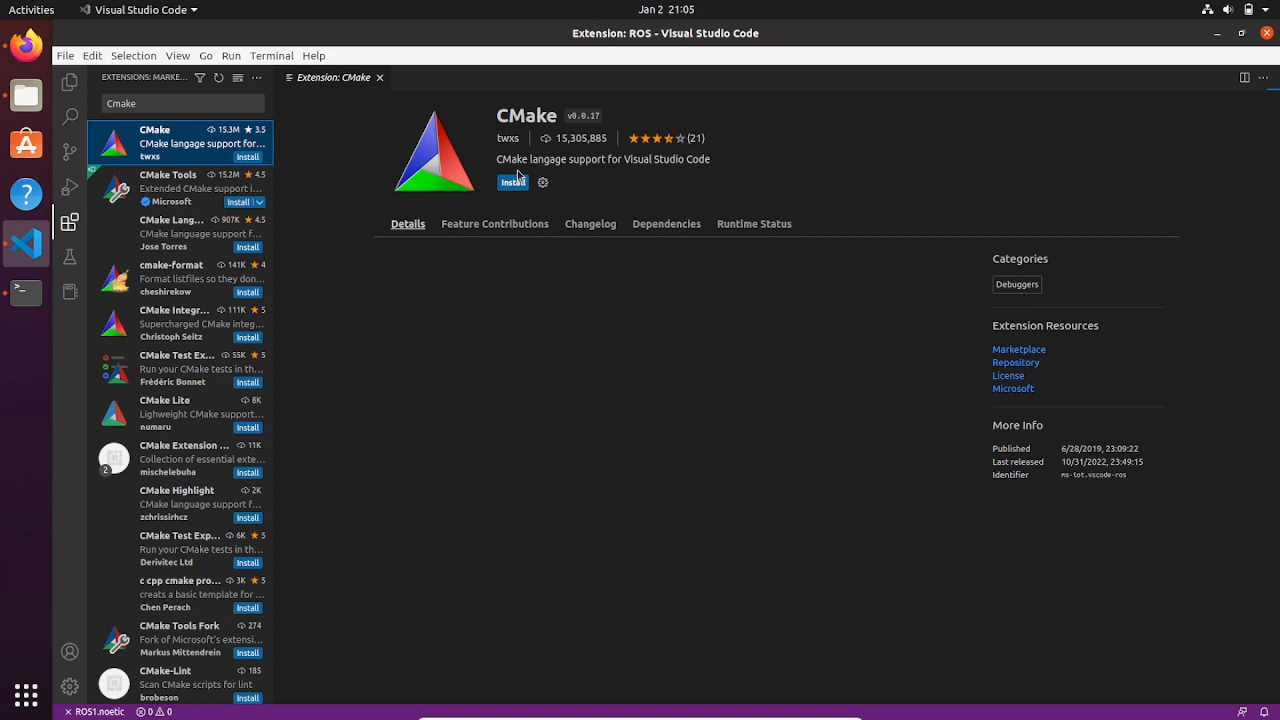 Activities
Visual Studio Code
Jan 2 21:05
Extension: ROS - Visual Studio Code
File Edit Selection View Go Run Terminal Help
EXTENSIONS: MARKE...
Extension: CMake
Cmake
CMake 15.3M 3.5
CMake langage support for...
twxs Install
CMake Tools 15.2M 4.5
Extended CMake support i...
Microsoft Install
CMake Lang... 907K 4.5
CMake language support f...
Jose Torres Install
cmake-format 141K 4
Format listfiles so they don...
cheshirekow Install
CMake Integr... 111K 5
Supercharged CMake integ...
Christoph Seitz Install
CMake Test Ex... 55K 5
Run your CMake tests in th...
Frédéric Bonnet Install
CMake Lite 8K
Lighweight CMake support...
numaru Install
CMake Extension ... 11K
Collection of essential exte...
2
mischelebuha Install
CMake Highlight 2K
CMake language support f...
zchrissirhcz Install
CMake Test Exp... 6K 5
Run your CMake tests in th...
Derivitec Ltd Install
c cpp cmake pro... 3K 5
creats a basic template for ...
Chen Perach Install
CMake Tools Fork 274
Fork of Microsoft's extensi...
Markus Mittendrein Install
CMake-Lint 185
Scan CMake scripts for lint
brobeson Install
CMake v0.0.17
twxs 15,305,885 (21)
CMake langage support for Visual Studio Code
Install
Details Feature Contributions Changelog Dependencies Runtime Status
Categories
Debuggers
Extension Resources
Marketplace
Repository
License
Microsoft
More Info
Published 6/28/2019, 23:09:22
Last released 10/31/2022, 23:49:15
Identifier ms-iot.vscode-ros
ROS1.noetic 0 0